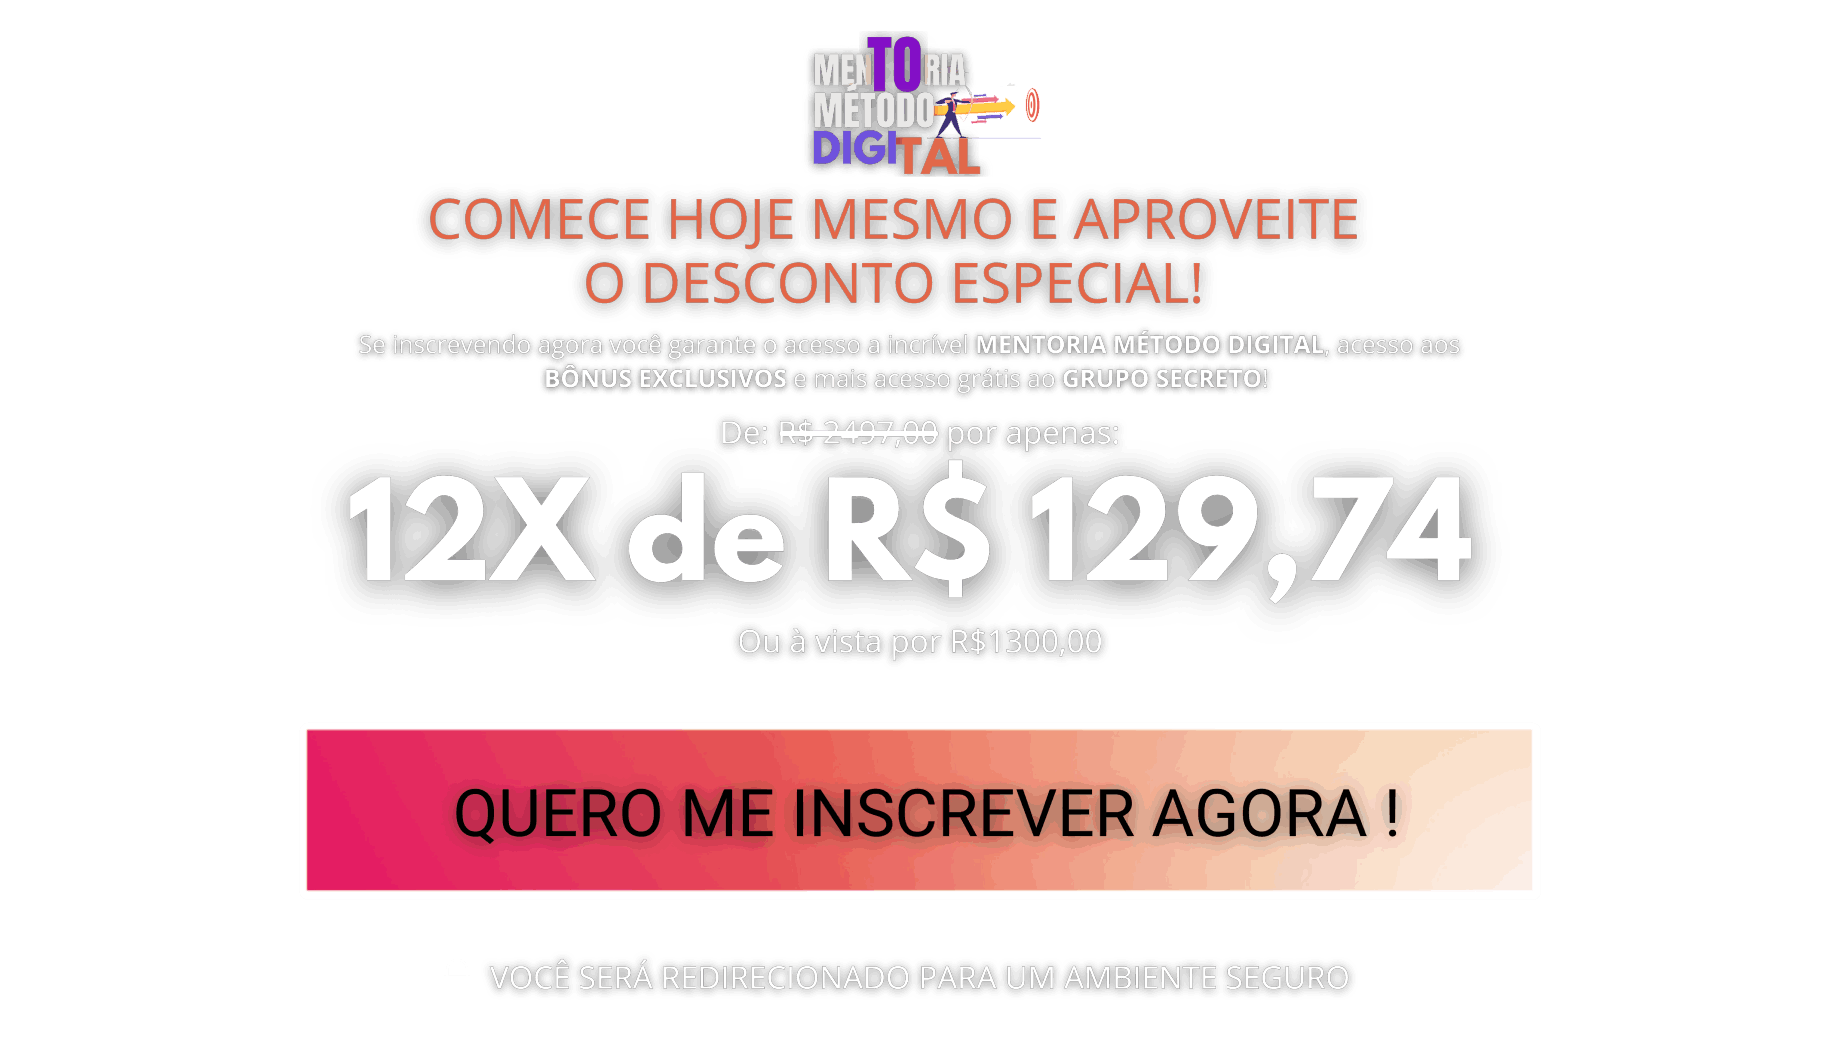 MENTORIA
MÉTODO
DIGITAL
COMECE HOJE MESMO E APROVEITE
O DESCONTO ESPECIAL!
Se inscrevendo agora você garante o acesso a incrível MENTORIA MÉTODO DIGITAL, acesso aos
BÔNUS EXCLUSIVOS e mais acesso grátis ao GRUPO SECRETO!
De: R$ 2497,00 por apenas:
12X de R$ 129,74
Ou à vista por R$1300,00
QUERO ME INSCREVER AGORA !
VOCÊ SERÁ REDIRECIONADO PARA UM AMBIENTE SEGURO